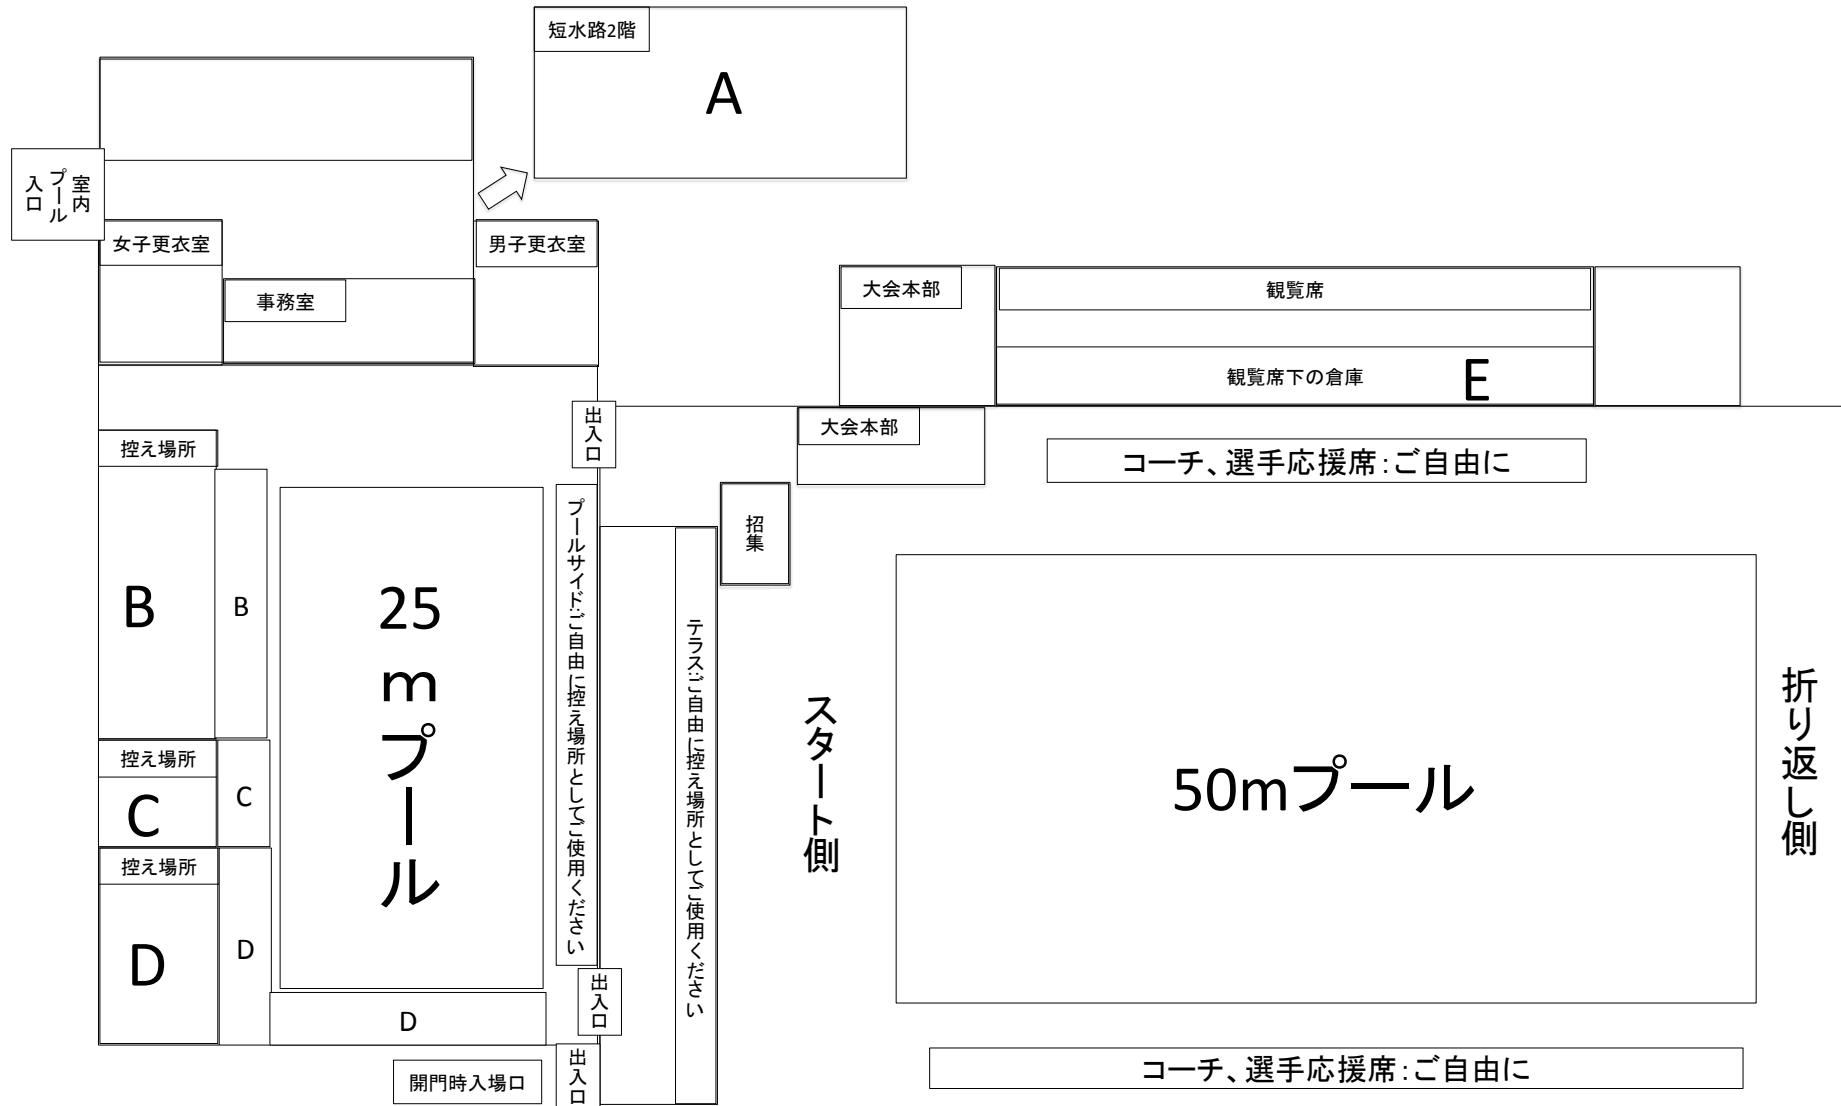 短水路2階
A
室内
プール
入口
女子更衣室
男子更衣室
事務室
大会本部
観覧席
観覧席下の倉庫
E
出入口
大会本部
コーチ、選手応援席:ご自由に
控え場所
B
B
25mプール
プールサイド:ご自由に控え場所としてご使用ください
招集
テラス:ご自由に控え場所としてご使用ください
スタート側
50mプール
折り返し側
控え場所
C
C
控え場所
D
D
D
出入口
出入口
開門時入場口
コーチ、選手応援席:ご自由に